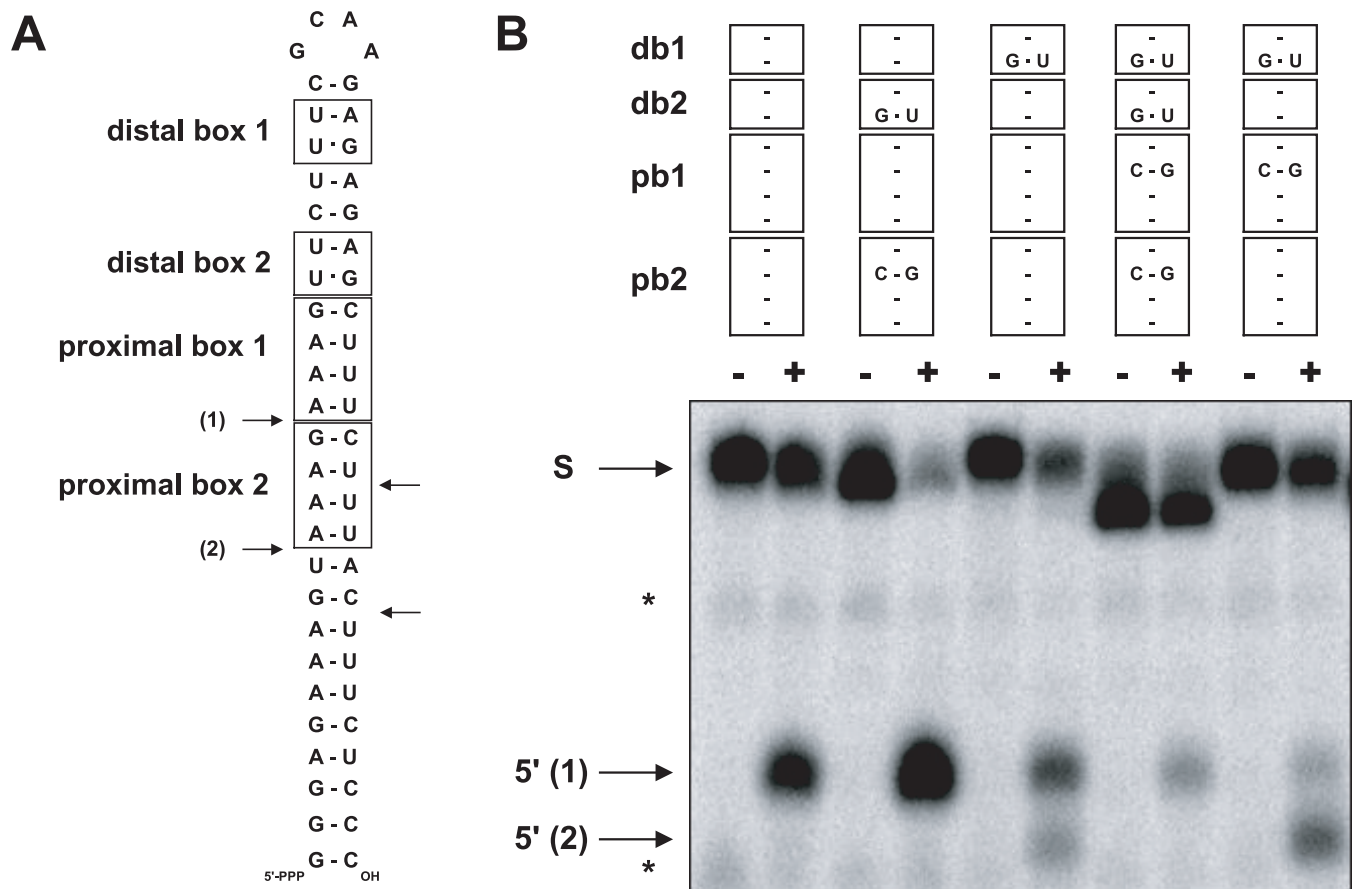 A
C A
G A
C - G
distal box 1
U - A
U · G
U - A
C - G
distal box 2
U - A
U · G
proximal box 1
G - C
A - U
A - U
A - U
(1)
proximal box 2
G - C
A - U
A - U
A - U
(2)
U - A
G - C
A - U
A - U
A - U
G - C
A - U
G - C
G - C
G - C
5'-PPP OH
B
db1 - - - - -
- - G · U G · U G · U
db2 - - - - -
- G · U - G · U -
pb1 - - - - -
- - - C - G C - G
- - - - -
- - - - -
pb2 - - - - -
- C - G - C - G -
- - - - -
- - - - -
- + - + - + - + - +
S
*
5' (1)
5' (2)
*